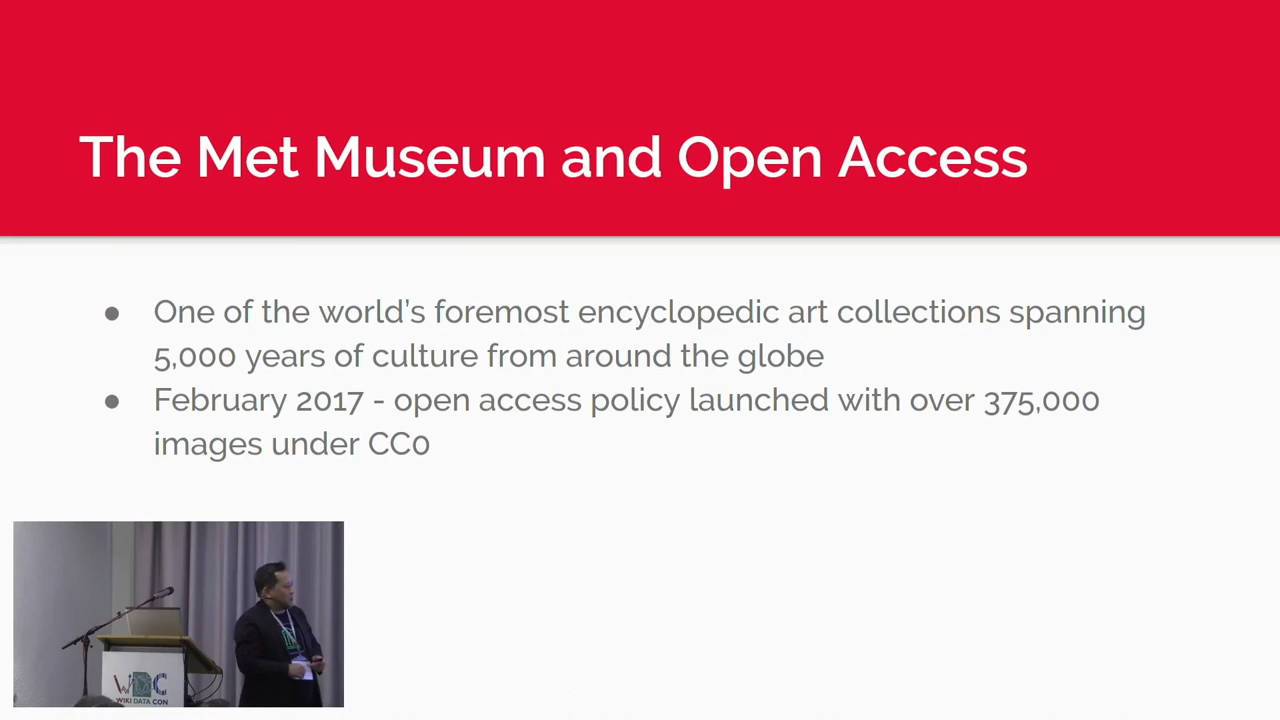 The Met Museum and Open Access
● One of the world's foremost encyclopedic art collections spanning
5,000 years of culture from around the globe
● February 2017 - open access policy launched with over 375,000
images under CC0
WDC
WIKI DATA CON